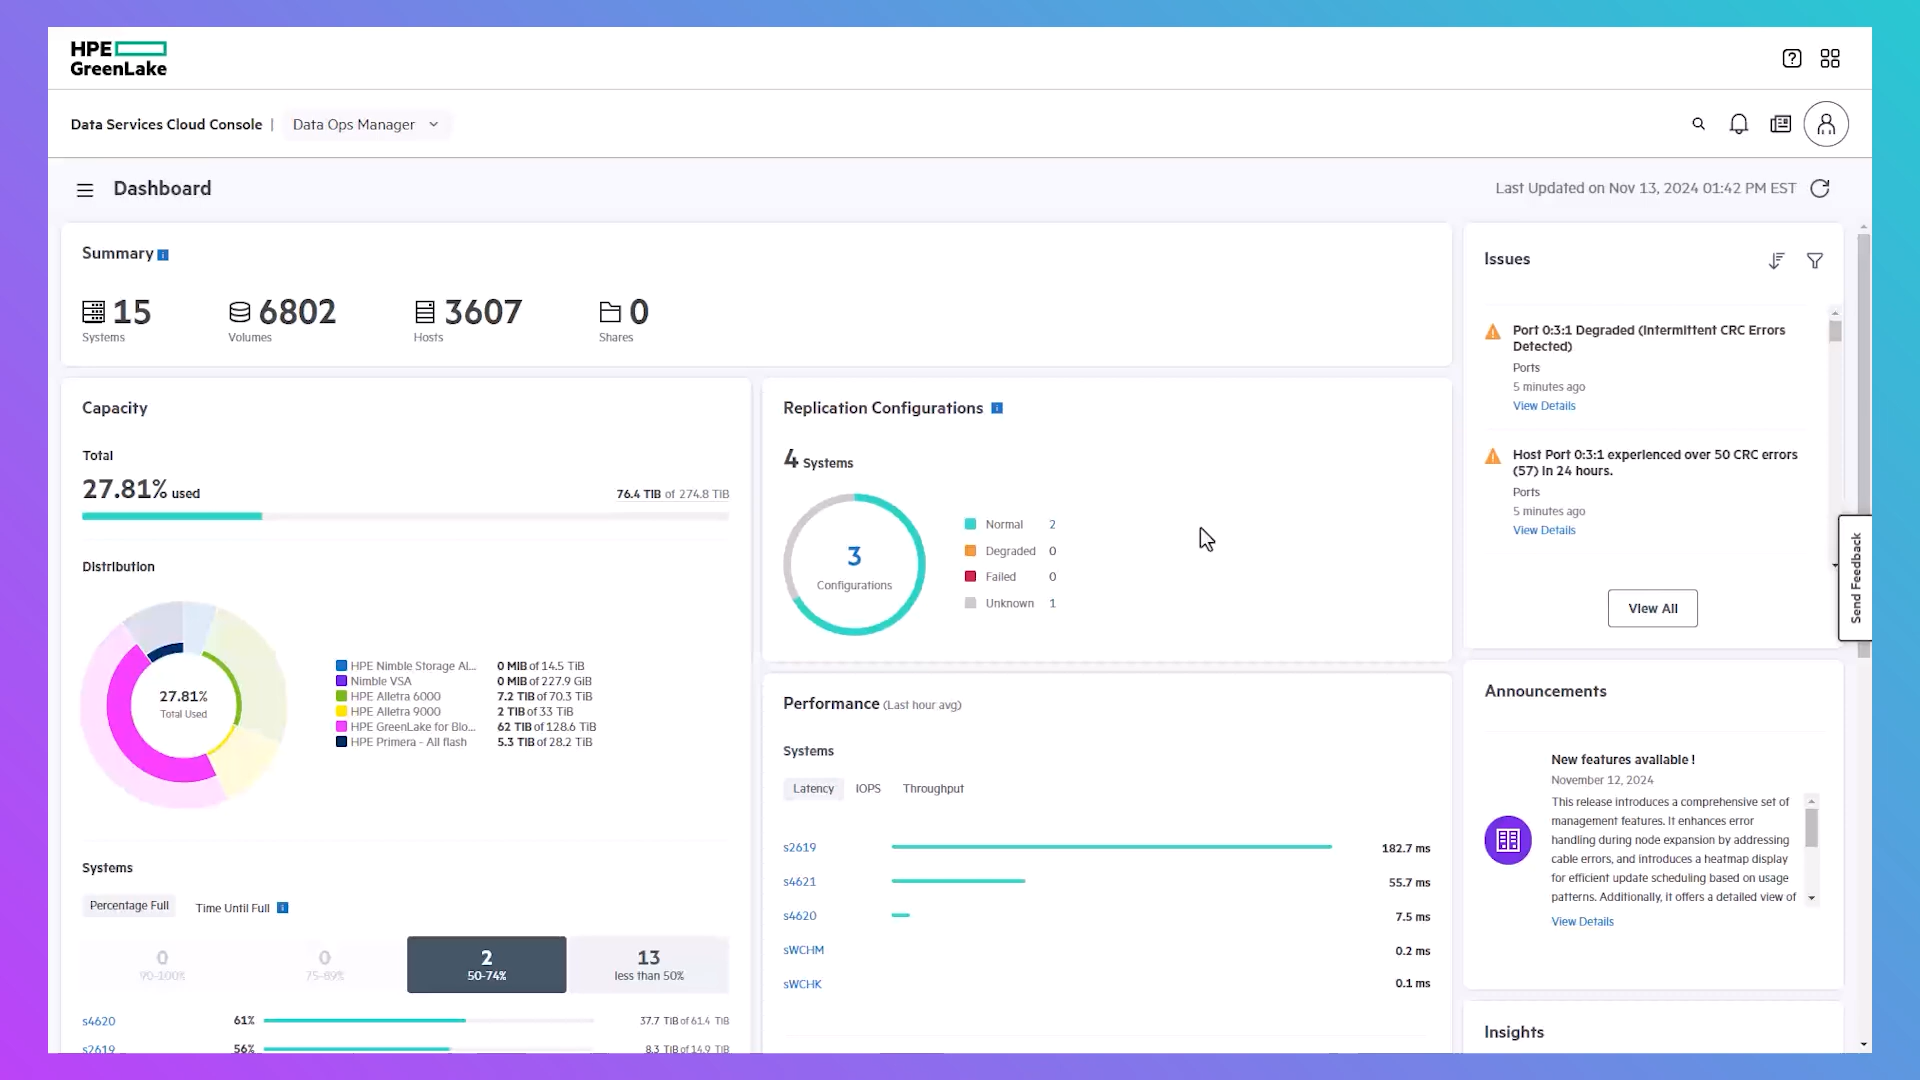 HPE
GreenLake
Data Services Cloud Console | Data Ops Manager
Dashboard
Last Updated on Nov 13, 2024 01:42 PM EST
Summary
15
Systems
6802
Volumes
3607
Hosts
0
Shares
Capacity
Total
27.81% used
76.4 TIB of 274.8 TIB
Distribution
27.81%
Total Used
HPE Nimble Storage Al... 0 MIB of 14.5 TIB
Nimble VSA 0 MIB of 227.9 GiB
HPE Alletra 6000 7.2 TIB of 70.3 TIB
HPE Alletra 9000 2 TIB of 33 TIB
HPE GreenLake for Blo... 62 TIB of 128.6 TIB
HPE Primera - All flash 5.3 TIB of 28.2 TIB
Systems
Percentage Full Time Until Full
0
90-100%
0
75-89%
2
50-74%
13
less than 50%
s4620 61% 37.7 TiB of 61.4 TiB
s2619 56% 8.3 TiB of 14.9 TiB
Replication Configurations
4 Systems
3
Configurations
Normal 2
Degraded 0
Failed 0
Unknown 1
Performance (Last hour avg)
Systems
Latency IOPS Throughput
s2619 182.7 ms
s4621 55.7 ms
s4620 7.5 ms
sWCHM 0.2 ms
sWCHK 0.1 ms
Issues
Port 0:3:1 Degraded (Intermittent CRC Errors
Detected)
Ports
5 minutes ago
View Details
Host Port 0:3:1 experienced over 50 CRC errors
(57) in 24 hours.
Ports
5 minutes ago
View Details
View All
Send Feedback
Announcements
New features available !
November 12, 2024
This release introduces a comprehensive set of
management features. It enhances error
handling during node expansion by addressing
cable errors, and introduces a heatmap display
for efficient update scheduling based on usage
patterns. Additionally, it offers a detailed view of
View Details
Insights